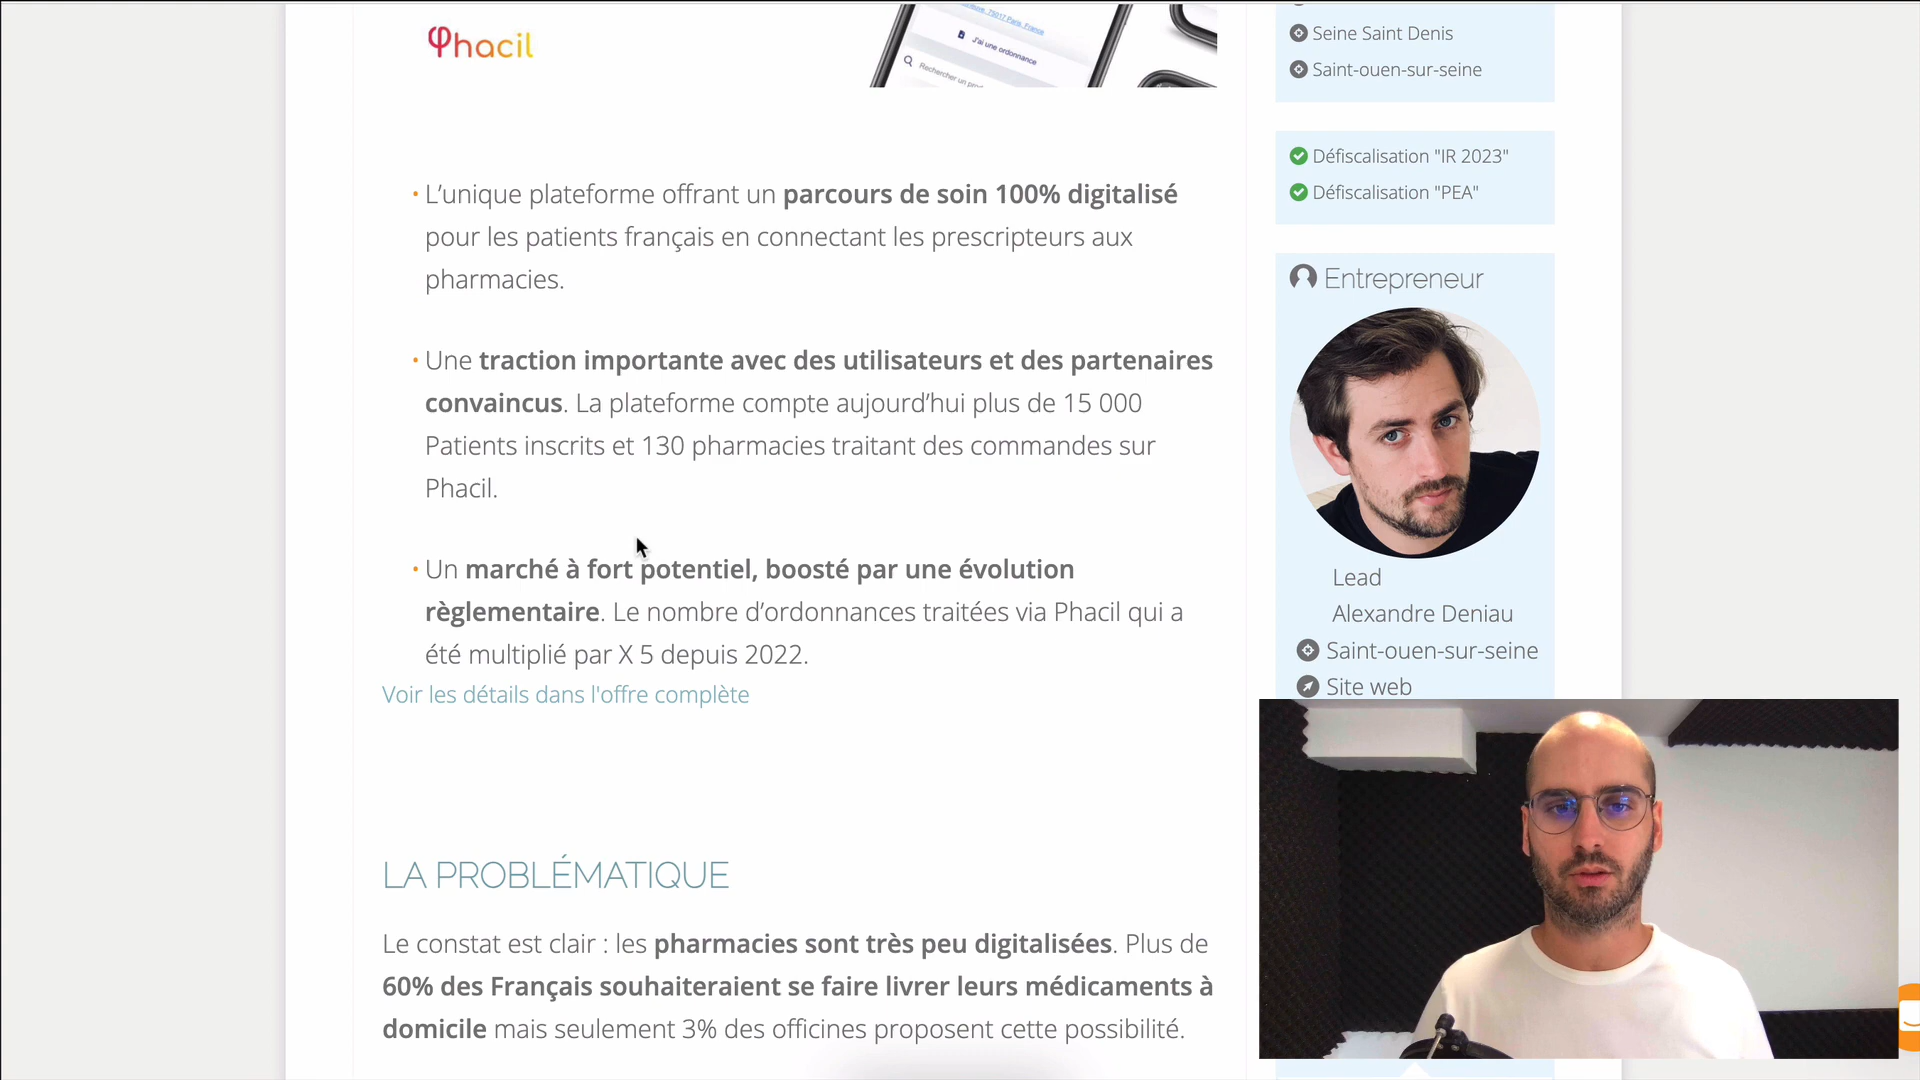 φhacil
75017 Paris, France
J'ai une ordonnance
Rechercher un
L'unique plateforme offrant un parcours de soin 100% digitalisé
pour les patients français en connectant les prescripteurs aux
pharmacies.
Une traction importante avec des utilisateurs et des partenaires
convaincus. La plateforme compte aujourd'hui plus de 15 000
Patients inscrits et 130 pharmacies traitant des commandes sur
Phacil.
Un marché à fort potentiel, boosté par une évolution
règlementaire. Le nombre d'ordonnances traitées via Phacil qui a
été multiplié par X 5 depuis 2022.
Voir les détails dans l'offre complète
LA PROBLÉMATIQUE
Le constat est clair : les pharmacies sont très peu digitalisées. Plus de
60% des Français souhaiteraient se faire livrer leurs médicaments à
domicile mais seulement 3% des officines proposent cette possibilité.
Seine Saint Denis
Saint-ouen-sur-seine
Défiscalisation "IR 2023"
Défiscalisation "PEA"
Entrepreneur
Lead
Alexandre Deniau
Saint-ouen-sur-seine
Site web